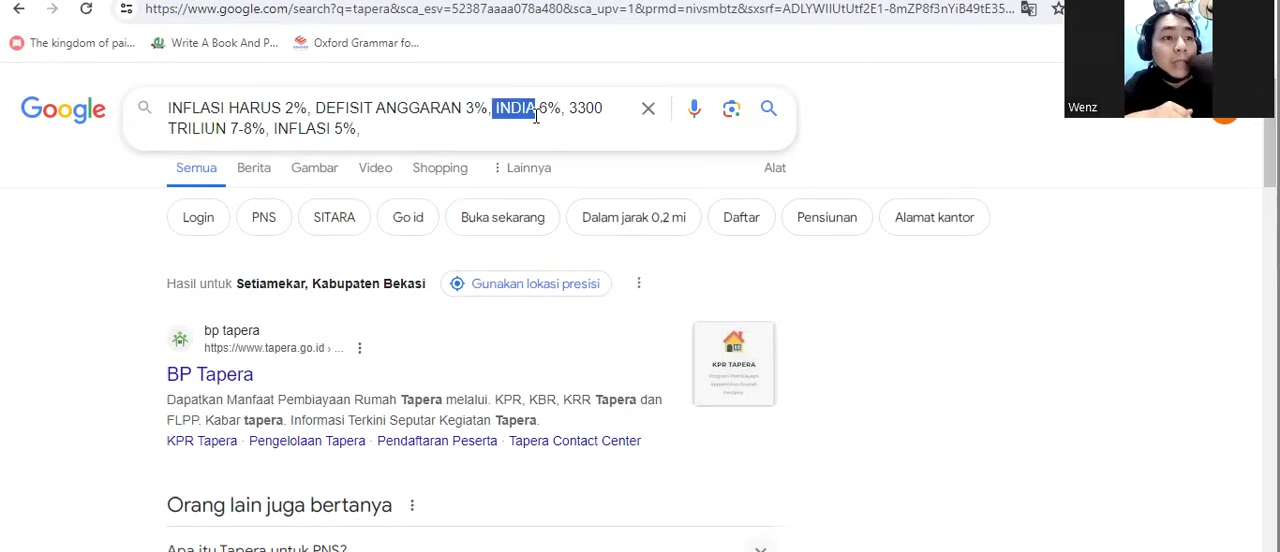 https://www.google.com/search?q=tapera&sca_esv=52387aaaa078a480&sca_upv=1&prmd=nivsmbtz&sxsrf=ADLYWIIUtUtf2E1-8mZP8f3nYiB49tE35...
The kingdom of pai...
Write A Book And P...
Oxford Grammar fo...
Wenz
Google
INFLASI HARUS 2%, DEFISIT ANGGARAN 3%, INDIA 6%, 3300
TRILIUN 7-8%, INFLASI 5%,
Semua
Berita
Gambar
Video
Shopping
Lainnya
Alat
Login
PNS
SITARA
Go id
Buka sekarang
Dalam jarak 0,2 mi
Daftar
Pensiunan
Alamat kantor
Hasil untuk Setiamekar, Kabupaten Bekasi
Gunakan lokasi presisi
bp tapera
https://www.tapera.go.id › ...
BP Tapera
Dapatkan Manfaat Pembiayaan Rumah Tapera melalui. KPR, KBR, KRR Tapera dan
FLPP. Kabar tapera. Informasi Terkini Seputar Kegiatan Tapera.
KPR Tapera · Pengelolaan Tapera · Pendaftaran Peserta · Tapera Contact Center
KPR TAPERA
Orang lain juga bertanya
Apa itu Tapera untuk PNS?